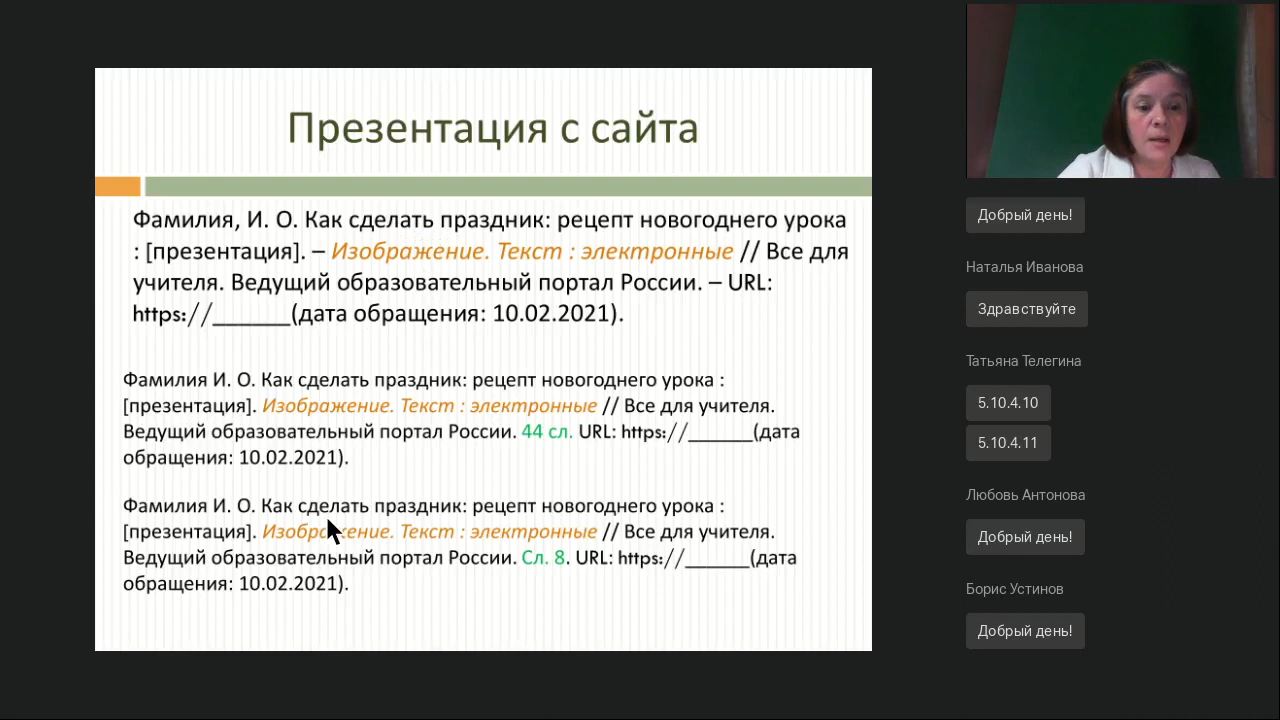 Презентация с сайта
Фамилия, И. О. Как сделать праздник: рецепт новогоднего урока
: [презентация]. – Изображение. Текст : электронные // Все для
учителя. Ведущий образовательный портал России. – URL:
https://______(дата обращения: 10.02.2021).
Фамилия И. О. Как сделать праздник: рецепт новогоднего урока :
[презентация]. Изображение. Текст : электронные // Все для учителя.
Ведущий образовательный портал России. 44 сл. URL: https://______(дата
обращения: 10.02.2021).
Фамилия И. О. Как сделать праздник: рецепт новогоднего урока :
[презентация]. Изображение. Текст : электронные // Все для учителя.
Ведущий образовательный портал России. Сл. 8. URL: https://______(дата
обращения: 10.02.2021).
Добрый день!
Наталья Иванова
Здравствуйте
Татьяна Телегина
5.10.4.10
5.10.4.11
Любовь Антонова
Добрый день!
Борис Устинов
Добрый день!